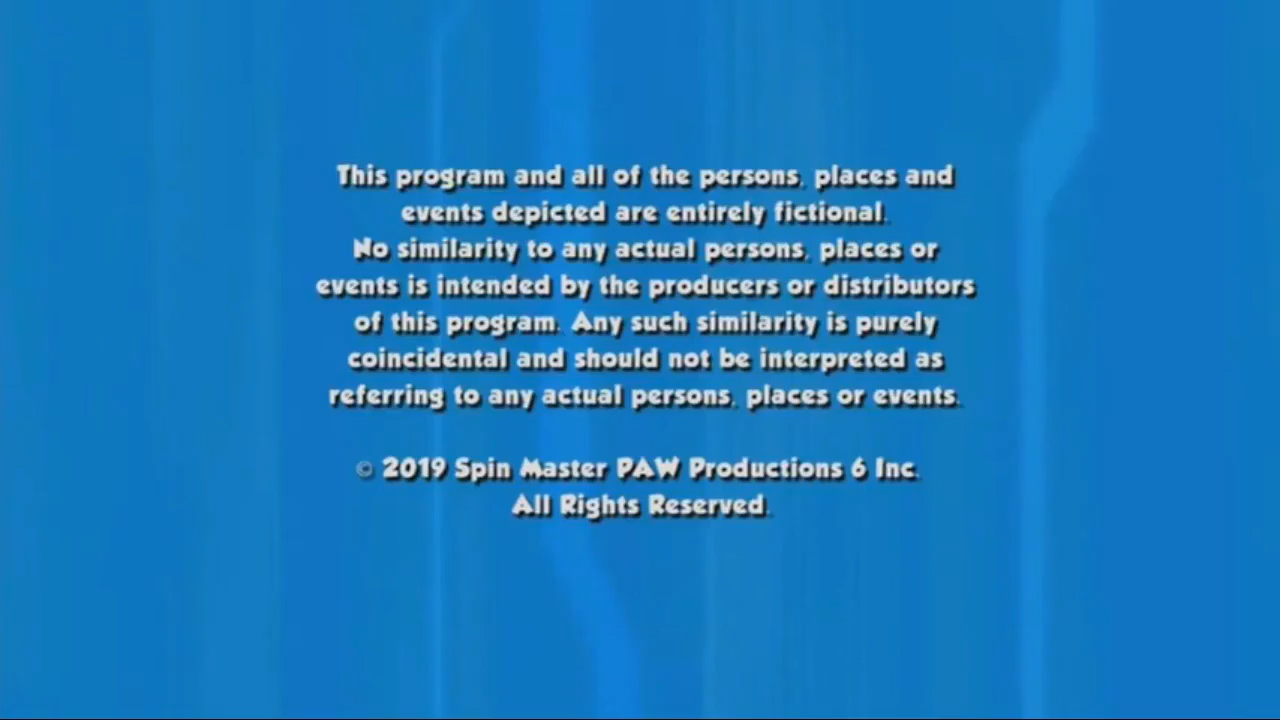 This program and all of the persons, places and
events depicted are entirely fictional.
No similarity to any actual persons, places or
events is intended by the producers or distributors
of this program. Any such similarity is purely
coincidental and should not be interpreted as
referring to any actual persons, places or events.
© 2019 Spin Master PAW Productions 6 Inc.
All Rights Reserved.